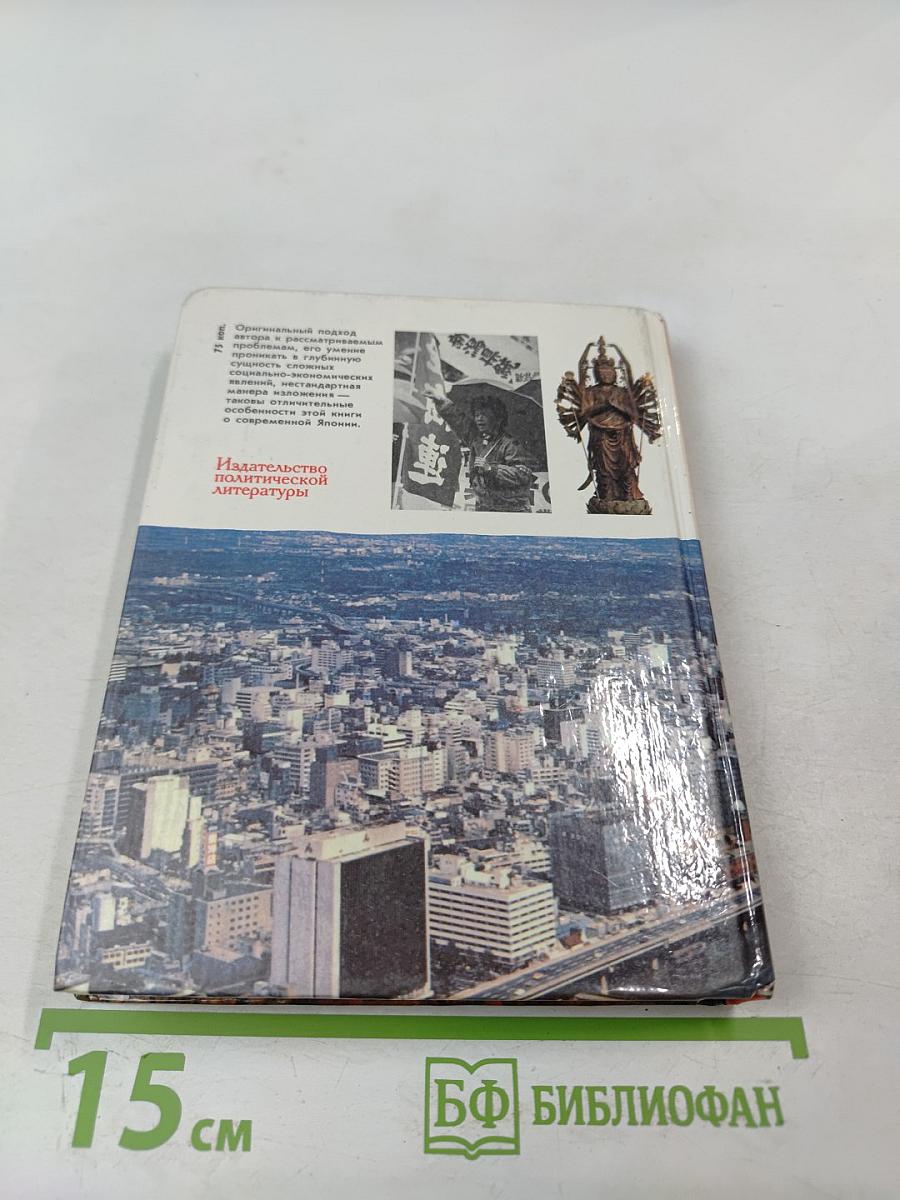 75 коп.
Оригинальный подход
автора к рассматриваемым
проблемам, его умение
проникать в глубинную
сущность сложных
социально-экономических
явлений, нестандартная
манера изложения —
таковы отличительные
особенности этой книги
о современной Японии.
Издательство
политической
литературы
連
15 см
БФ БИБЛИОФАН